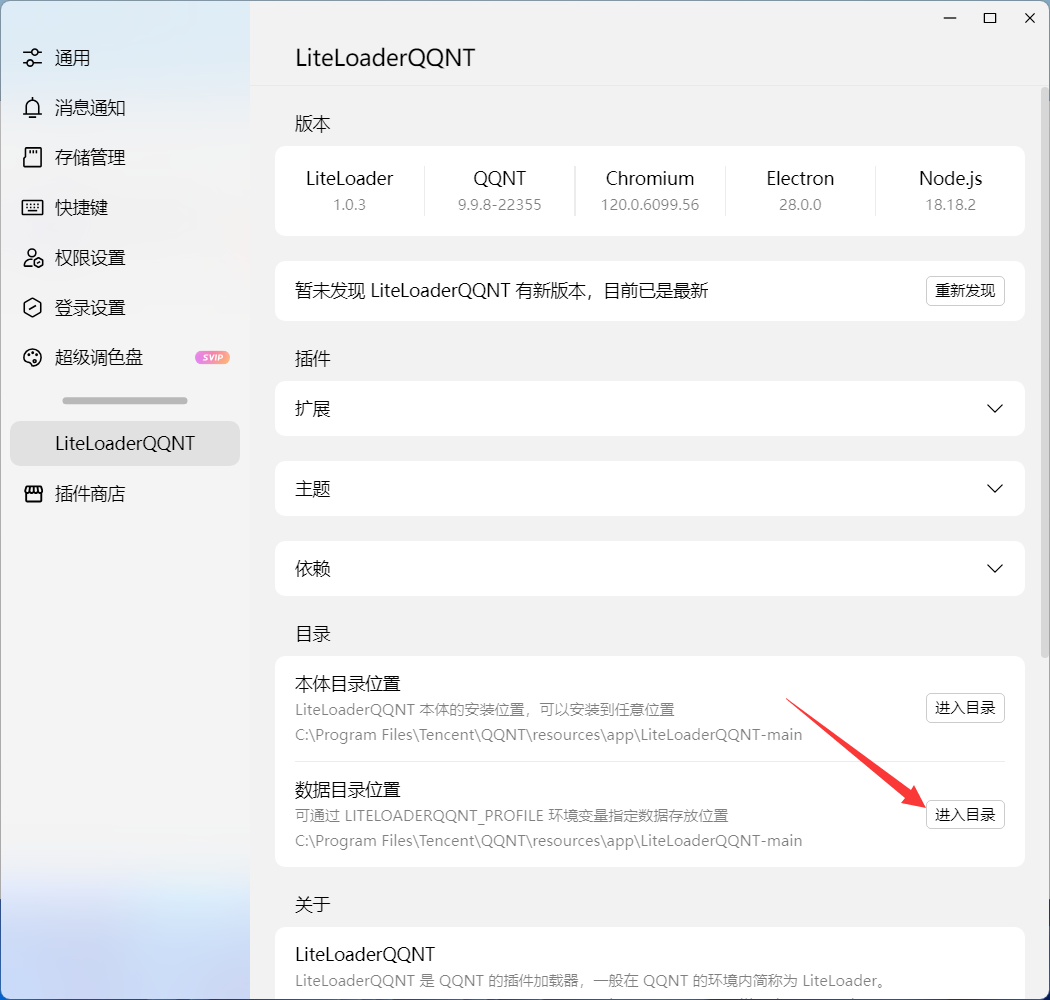 通用
消息通知
存储管理
快捷键
权限设置
登录设置
超级调色盘 SVIP
LiteLoaderQQNT
插件商店
LiteLoaderQQNT
版本
LiteLoader QQNT Chromium Electron Node.js
1.0.3 9.9.8-22355 120.0.6099.56 28.0.0 18.18.2
暂未发现 LiteLoaderQQNT 有新版本，目前已是最新 重新发现
插件
扩展
主题
依赖
目录
本体目录位置
LiteLoaderQQNT 本体的安装位置，可以安装到任意位置 进入目录
C:\Program Files\Tencent\QQNT\resources\app\LiteLoaderQQNT-main
数据目录位置
可通过 LITELOADERQQNT_PROFILE 环境变量指定数据存放位置 进入目录
C:\Program Files\Tencent\QQNT\resources\app\LiteLoaderQQNT-main
关于
LiteLoaderQQNT
LiteLoaderQQNT 是 QQNT 的插件加载器，一般在 QQNT 的环境内简称为 LiteLoader。